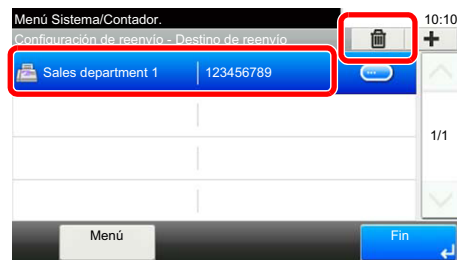 Menú Sistema/Contador. 10:10
Configuración de reenvío - Destino de reenvío
Sales department 1 123456789
1/1
Menú Fin